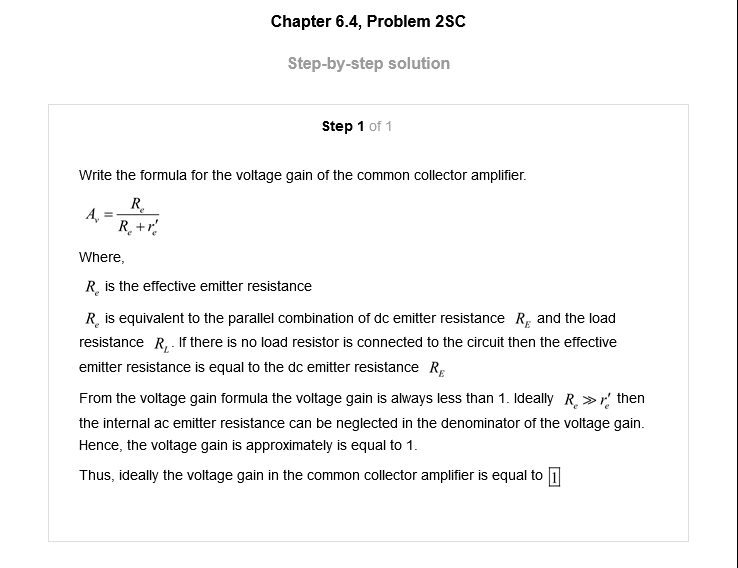 Chapter 6.4, Problem 2SC
Step-by-step solution
Step 1 of 1
Write the formula for the voltage gain of the common collector amplifier.
A_v = R_e / (R_e + r'_e)
Where,
R_e is the effective emitter resistance
R_e is equivalent to the parallel combination of dc emitter resistance R_E and the load
resistance R_L. If there is no load resistor is connected to the circuit then the effective
emitter resistance is equal to the dc emitter resistance R_E
From the voltage gain formula the voltage gain is always less than 1. Ideally R_e ≫ r'_e then
the internal ac emitter resistance can be neglected in the denominator of the voltage gain.
Hence, the voltage gain is approximately is equal to 1.
Thus, ideally the voltage gain in the common collector amplifier is equal to 1